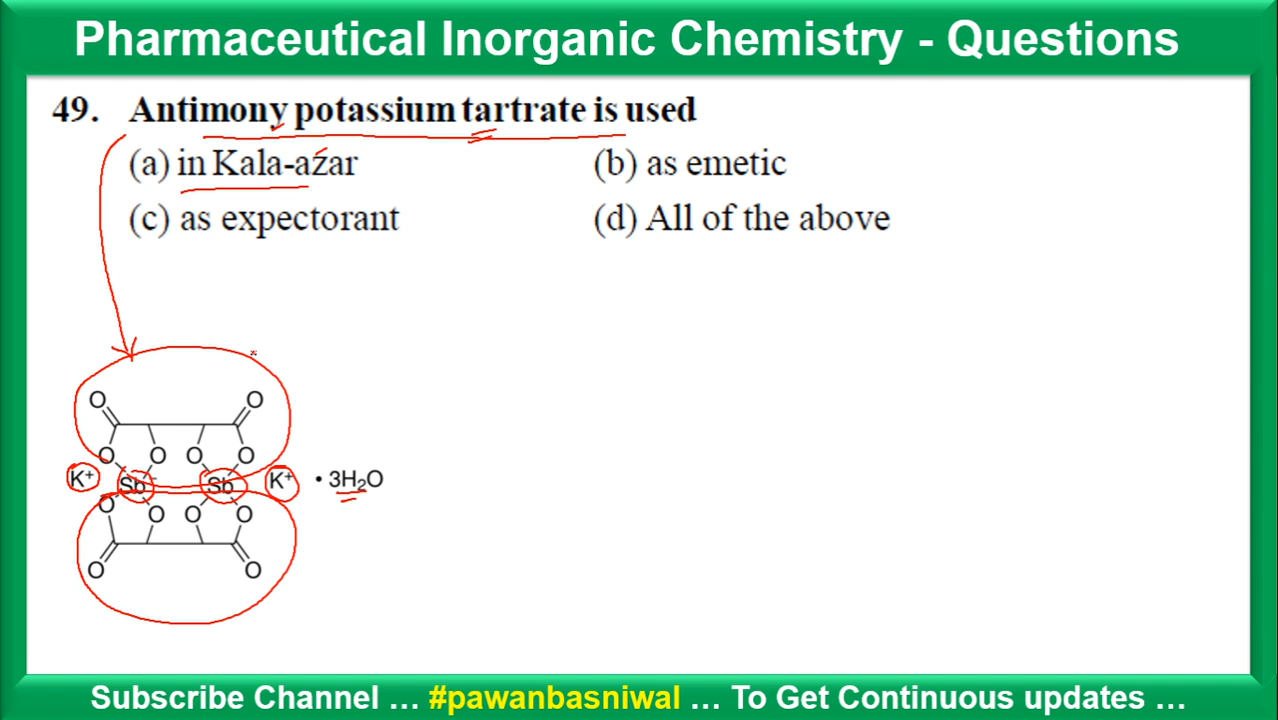 Pharmaceutical Inorganic Chemistry - Questions
49. Antimony potassium tartrate is used
(a) in Kala-azar (b) as emetic
(c) as expectorant (d) All of the above
O O
O O O O
K⁺ Sb⁻ Sb⁻ K⁺ • 3H₂O
O O O O
O O
Subscribe Channel … #pawanbasniwal … To Get Continuous updates …